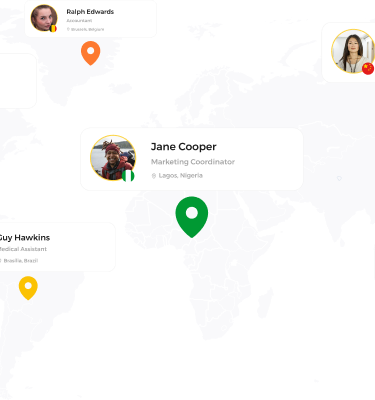 Ralph Edwards
Accountant
Brussels, Belgium
Jane Cooper
Marketing Coordinator
Lagos, Nigeria
Guy Hawkins
Medical Assistant
Brasilia, Brazil